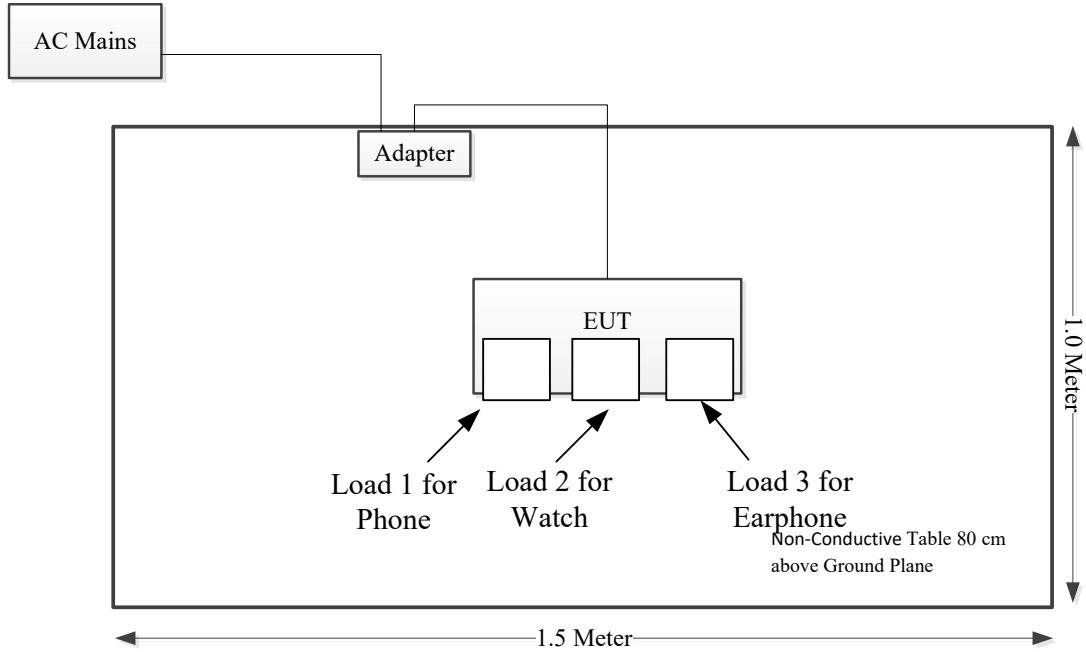 AC Mains
Adapter
EUT
Load 1 for
Phone
Load 2 for
Watch
Load 3 for
Earphone
Non-Conductive Table 80 cm
above Ground Plane
1.0 Meter
1.5 Meter